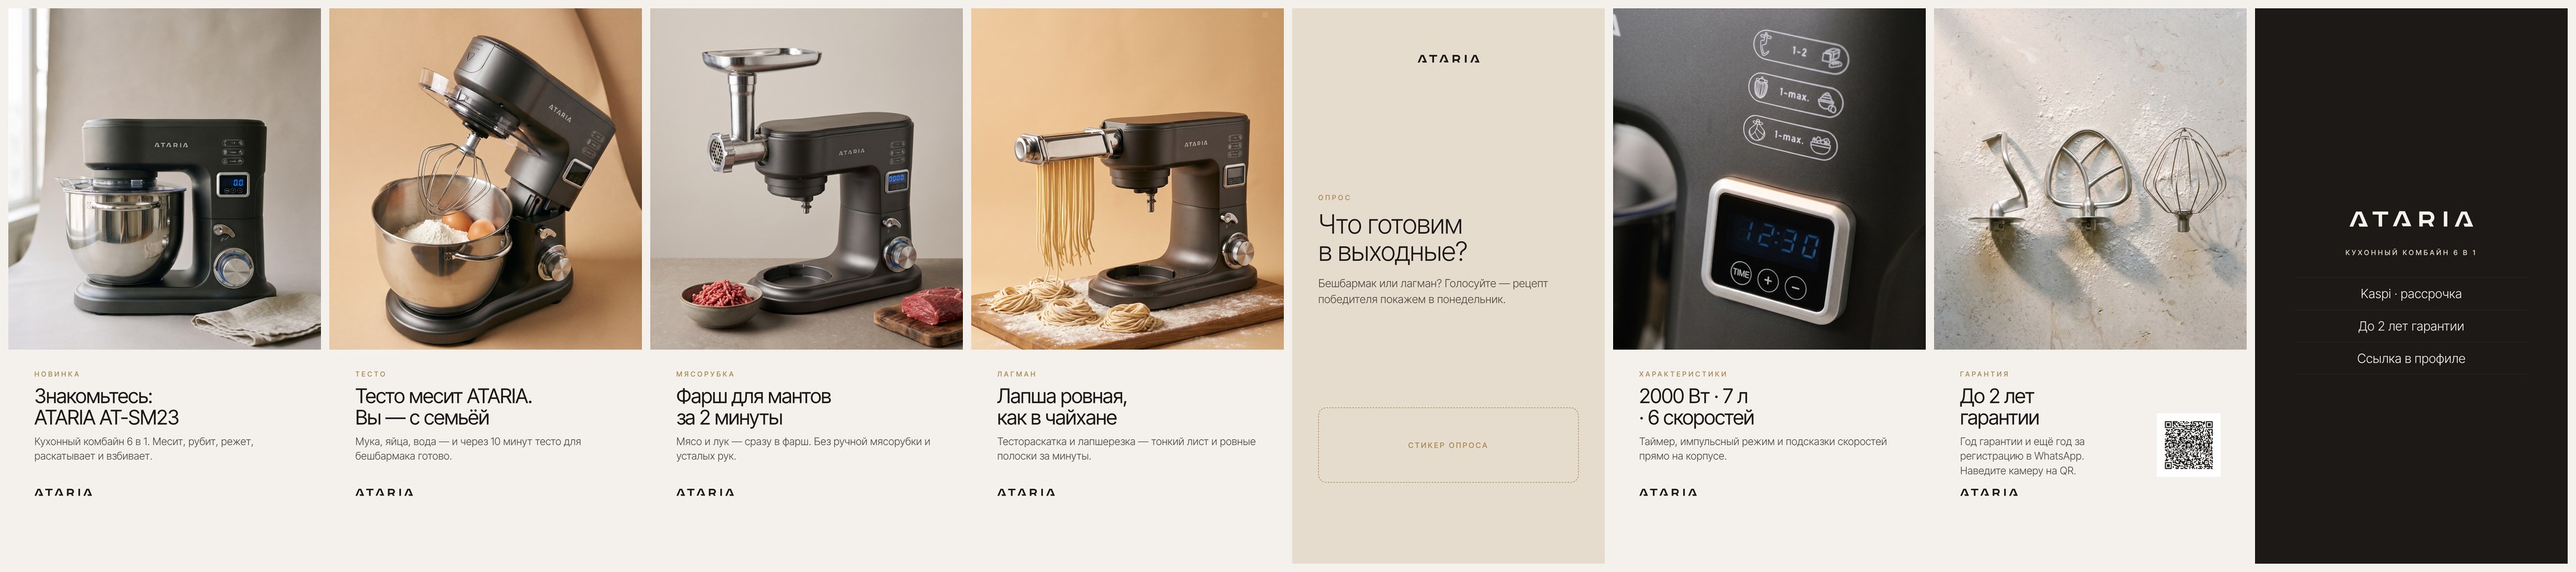 ATARIA
0.0
НОВИНКА
Знакомьтесь:
ATARIA AT-SM23
Кухонный комбайн 6 в 1. Месит, рубит, режет,
раскатывает и взбивает.
ATARIA
ATARIA
ТЕСТО
Тесто месит ATARIA.
Вы — с семьёй
Мука, яйца, вода — и через 10 минут тесто для
бешбармака готово.
ATARIA
ATARIA
МЯСОРУБКА
Фарш для мантов
за 2 минуты
Мясо и лук — сразу в фарш. Без ручной мясорубки и
усталых рук.
ATARIA
ATARIA
ЛАГМАН
Лапша ровная,
как в чайхане
Тестораскатка и лапшерезка — тонкий лист и ровные
полоски за минуты.
ATARIA
ATARIA
ОПРОС
Что готовим
в выходные?
Бешбармак или лагман? Голосуйте — рецепт
победителя покажем в понедельник.
СТИКЕР ОПРОСА
1-2
1-max.
1-max.
12:30
TIME + −
ХАРАКТЕРИСТИКИ
2000 Вт · 7 л
· 6 скоростей
Таймер, импульсный режим и подсказки скоростей
прямо на корпусе.
ATARIA
ГАРАНТИЯ
До 2 лет
гарантии
Год гарантии и ещё год за
регистрацию в WhatsApp.
Наведите камеру на QR.
ATARIA
ATARIA
КУХОННЫЙ КОМБАЙН 6 В 1
Kaspi · рассрочка
До 2 лет гарантии
Ссылка в профиле